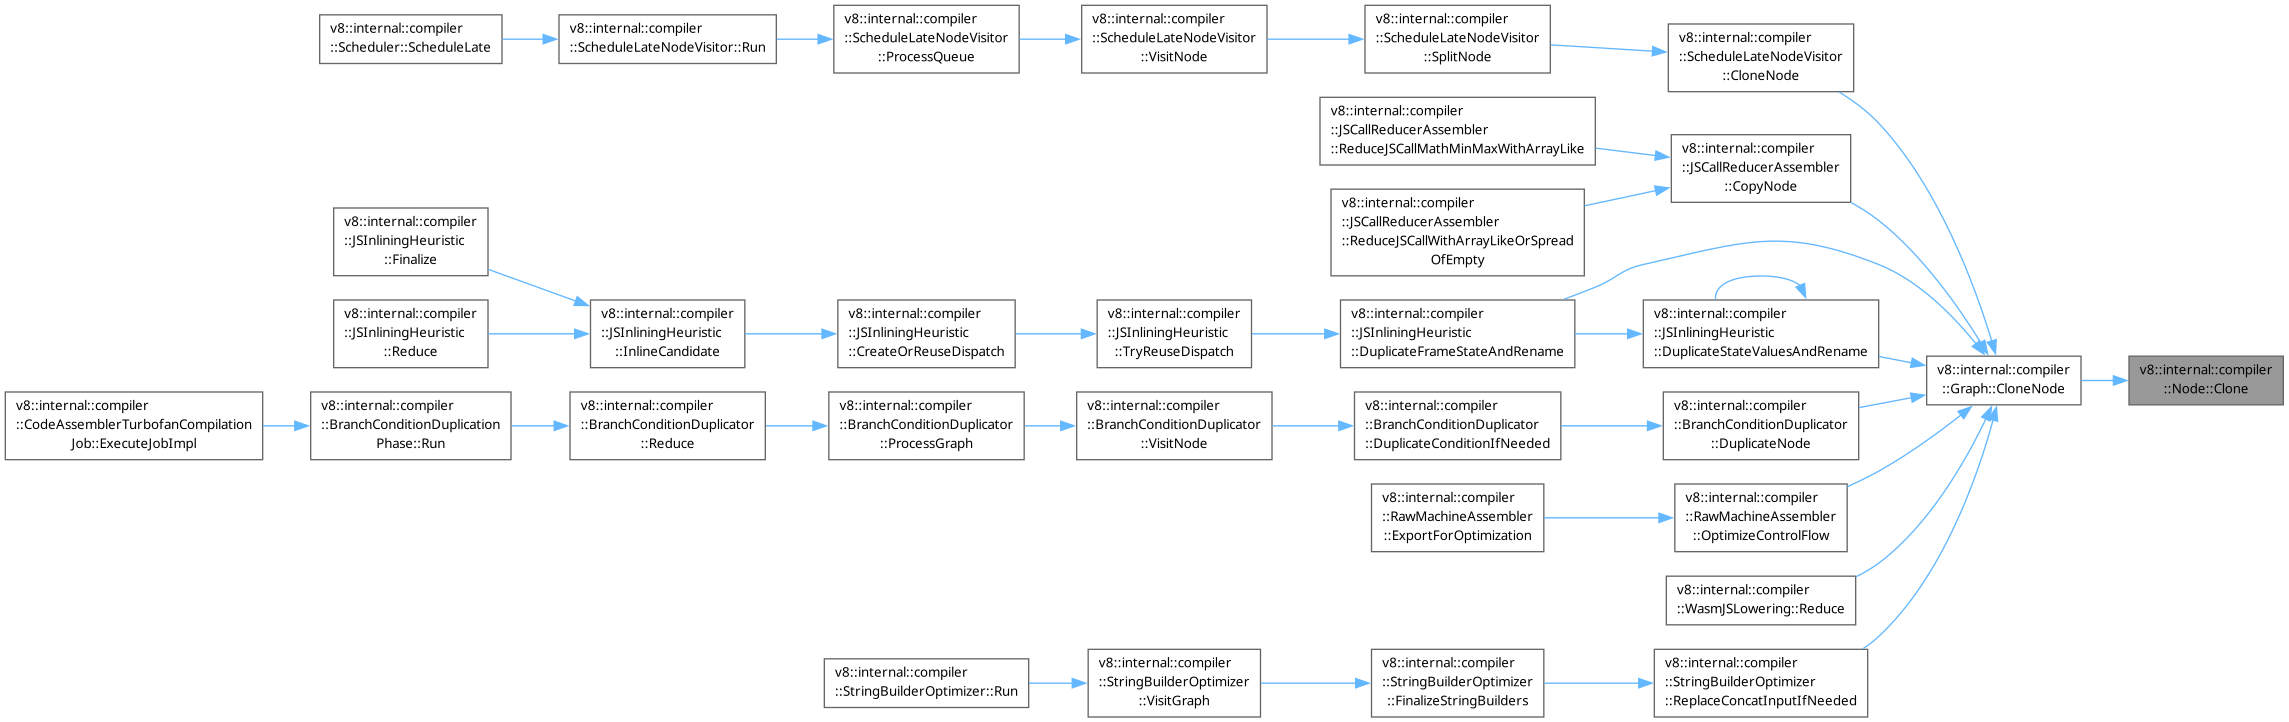 v8::internal::compiler
::Scheduler::ScheduleLate
v8::internal::compiler
::ScheduleLateNodeVisitor::Run
v8::internal::compiler
::ScheduleLateNodeVisitor
::ProcessQueue
v8::internal::compiler
::ScheduleLateNodeVisitor
::VisitNode
v8::internal::compiler
::ScheduleLateNodeVisitor
::SplitNode
v8::internal::compiler
::ScheduleLateNodeVisitor
::CloneNode
v8::internal::compiler
::JSCallReducerAssembler
::ReduceJSCallMathMinMaxWithArrayLike
v8::internal::compiler
::JSCallReducerAssembler
::CopyNode
v8::internal::compiler
::JSCallReducerAssembler
::ReduceJSCallWithArrayLikeOrSpread
OfEmpty
v8::internal::compiler
::JSInliningHeuristic
::Finalize
v8::internal::compiler
::JSInliningHeuristic
::Reduce
v8::internal::compiler
::JSInliningHeuristic
::InlineCandidate
v8::internal::compiler
::JSInliningHeuristic
::CreateOrReuseDispatch
v8::internal::compiler
::JSInliningHeuristic
::TryReuseDispatch
v8::internal::compiler
::JSInliningHeuristic
::DuplicateFrameStateAndRename
v8::internal::compiler
::JSInliningHeuristic
::DuplicateStateValuesAndRename
v8::internal::compiler
::Graph::CloneNode
v8::internal::compiler
::Node::Clone
v8::internal::compiler
::CodeAssemblerTurbofanCompilation
Job::ExecuteJobImpl
v8::internal::compiler
::BranchConditionDuplication
Phase::Run
v8::internal::compiler
::BranchConditionDuplicator
::Reduce
v8::internal::compiler
::BranchConditionDuplicator
::ProcessGraph
v8::internal::compiler
::BranchConditionDuplicator
::VisitNode
v8::internal::compiler
::BranchConditionDuplicator
::DuplicateConditionIfNeeded
v8::internal::compiler
::BranchConditionDuplicator
::DuplicateNode
v8::internal::compiler
::RawMachineAssembler
::ExportForOptimization
v8::internal::compiler
::RawMachineAssembler
::OptimizeControlFlow
v8::internal::compiler
::WasmJSLowering::Reduce
v8::internal::compiler
::StringBuilderOptimizer::Run
v8::internal::compiler
::StringBuilderOptimizer
::VisitGraph
v8::internal::compiler
::StringBuilderOptimizer
::FinalizeStringBuilders
v8::internal::compiler
::StringBuilderOptimizer
::ReplaceConcatInputIfNeeded